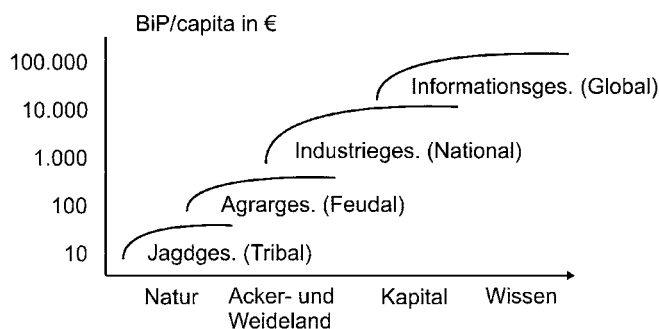 BiP/capita in €
100.000
Informationsges. (Global)
10.000
Industrieges. (National)
1.000
Agrarges. (Feudal)
100
Jagdges. (Tribal)
10
Natur
Acker- und
Weideland
Kapital
Wissen